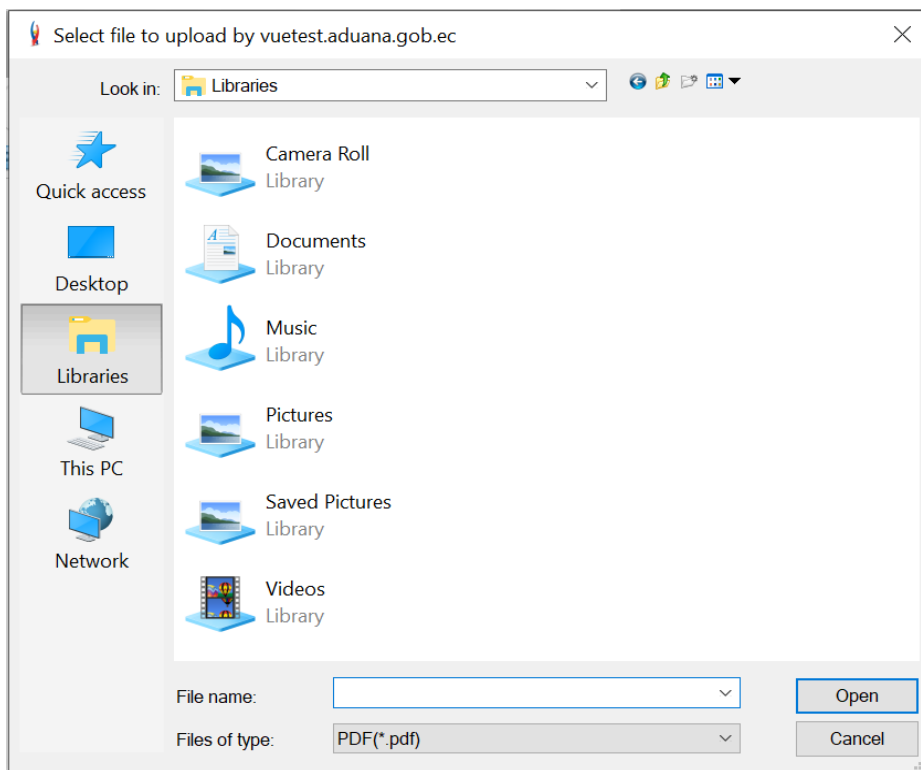 Select file to upload by vuetest.aduana.gob.ec
Look in: Libraries
Quick access
Desktop
Libraries
This PC
Network
Camera Roll
Library
Documents
Library
Music
Library
Pictures
Library
Saved Pictures
Library
Videos
Library
File name:
Open
Files of type: PDF(*.pdf)
Cancel